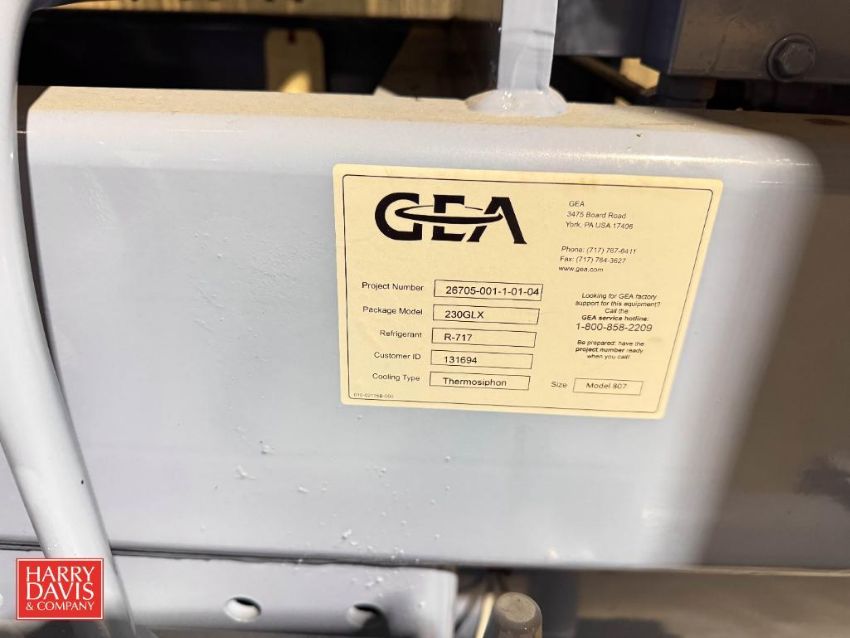 GEA
GEA
3475 Board Road
York, PA USA 17406
Phone: (717) 767-6411
Fax: (717) 764-3627
www.gea.com
Project Number 26705-001-1-01-04
Package Model 230GLX
Refrigerant R-717
Customer ID 131694
Cooling Type Thermosiphon
Size Model 807
Looking for GEA factory
support for this equipment?
Call the
GEA service hotline:
1-800-858-2209
Be prepared: have the
project number ready
when you call!
HARRY
DAVIS
& COMPANY